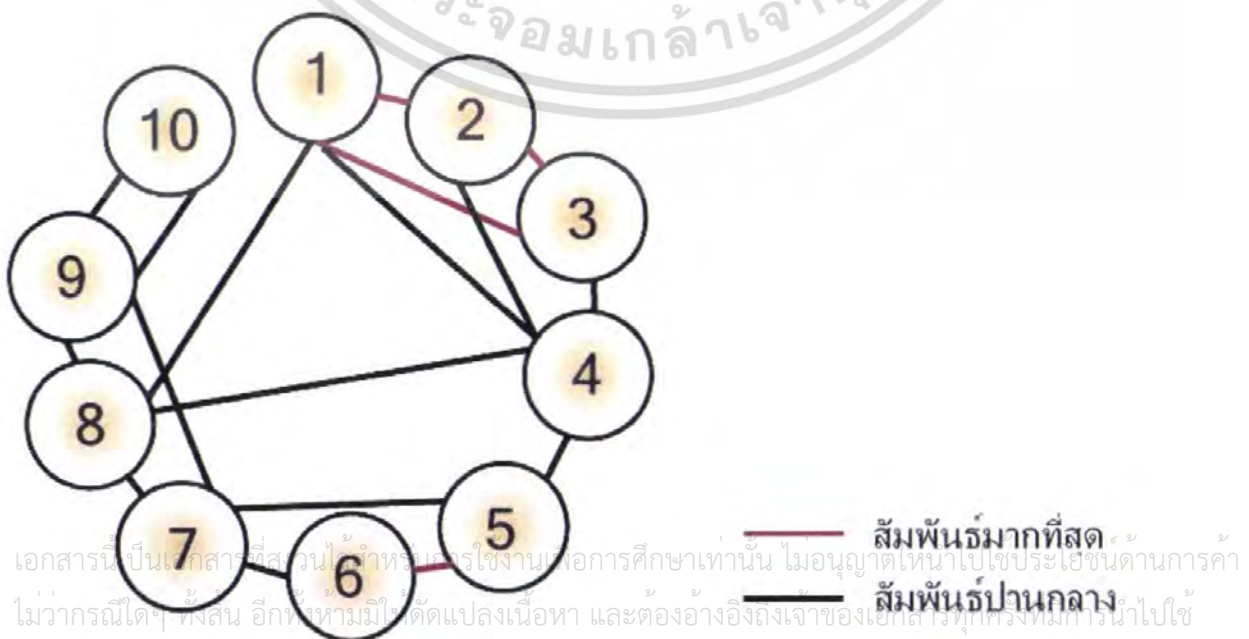 ระจอมเกล้าเจ้า
1
2
3
4
5
6
7
8
9
10
สัมพันธ์มากที่สุด
สัมพันธ์ปานกลาง
เอกสารนี้เป็นเอกสารที่สงวนไว้สำหรับการใช้งานเพื่อการศึกษาเท่านั้น ไม่อนุญาตให้นำไปใช้ประโยชน์ด้านการค้า
ไม่ว่ากรณีใดๆ ทั้งสิ้น อีกทั้งห้ามมิให้ดัดแปลงเนื้อหา และต้องอ้างอิงถึงเจ้าของเอกสารทุกครั้งที่มีการนำไปใช้